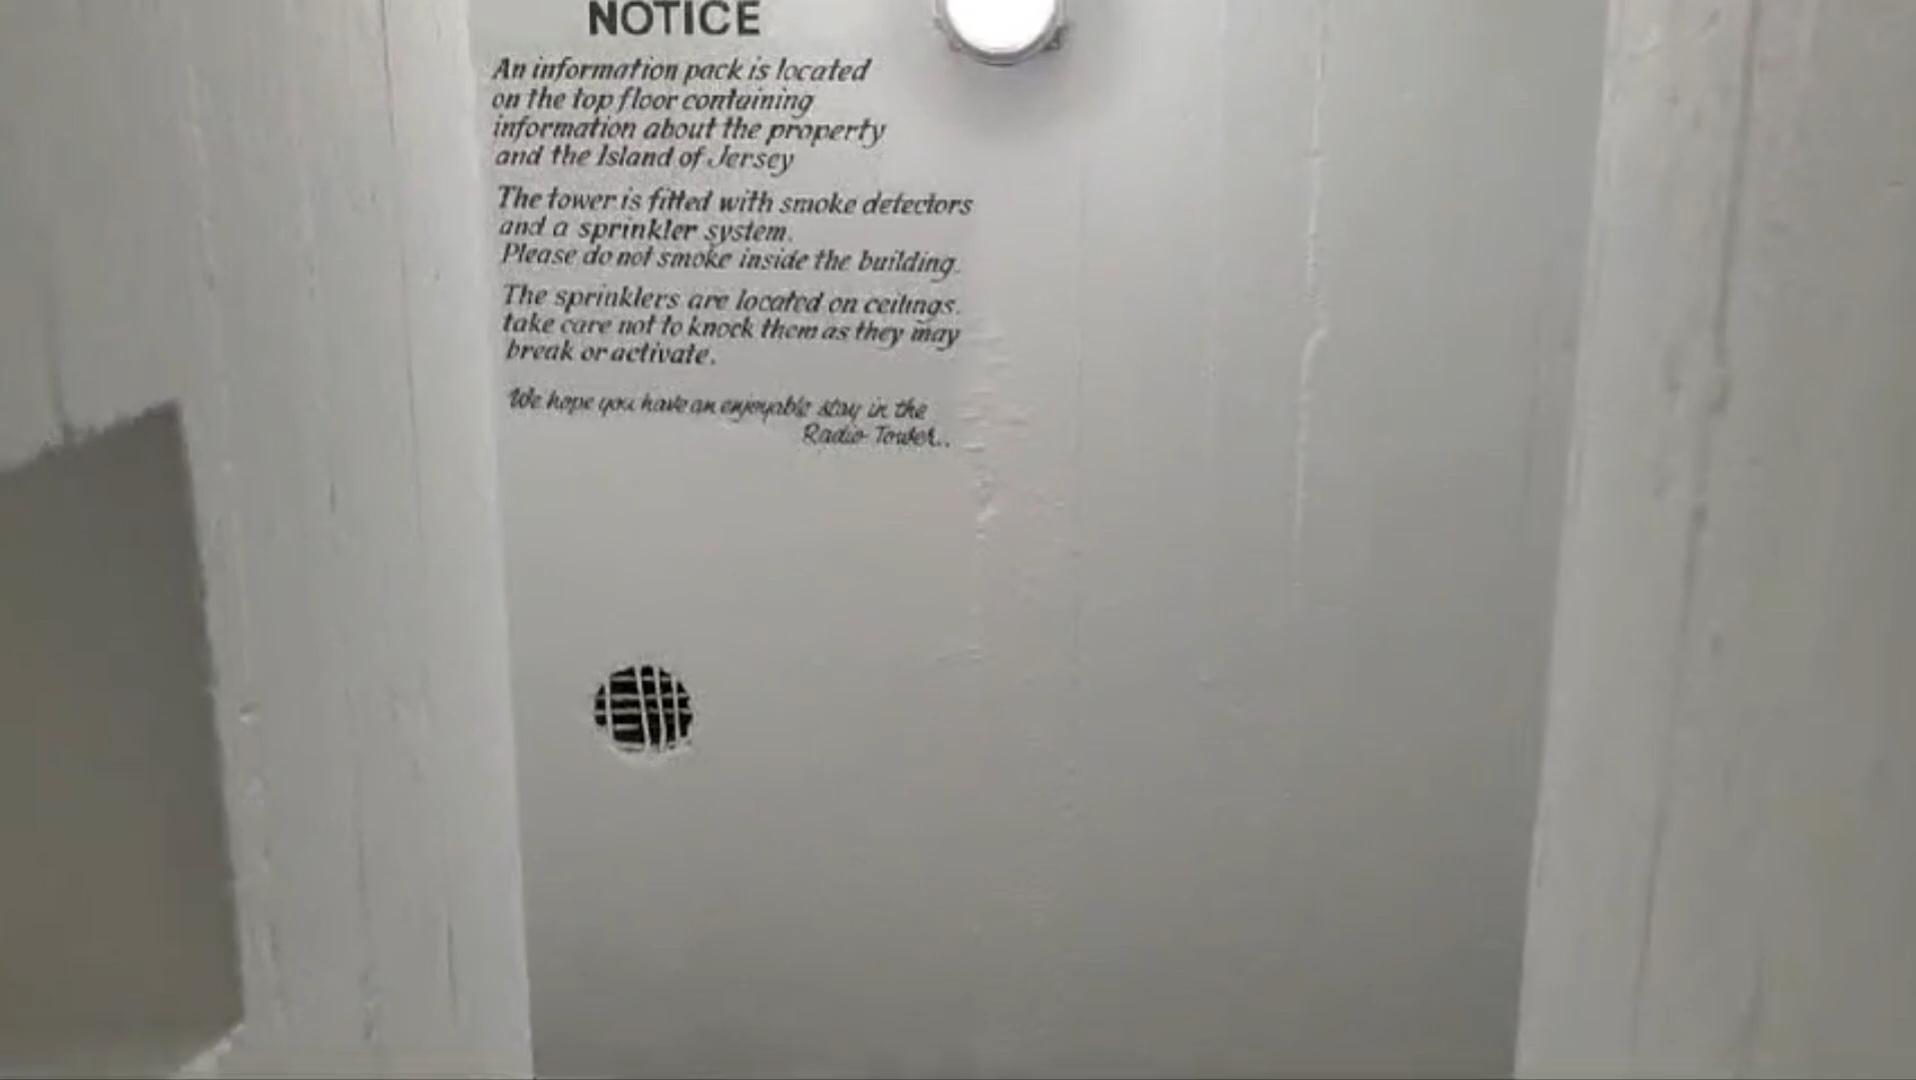 NOTICE
An information pack is located
on the top floor containing
information about the property
and the Island of Jersey
The tower is fitted with smoke detectors
and a sprinkler system.
Please do not smoke inside the building.
The sprinklers are located on ceilings.
take care not to knock them as they may
break or activate.
We hope you have an enjoyable stay in the
Radio Tower..